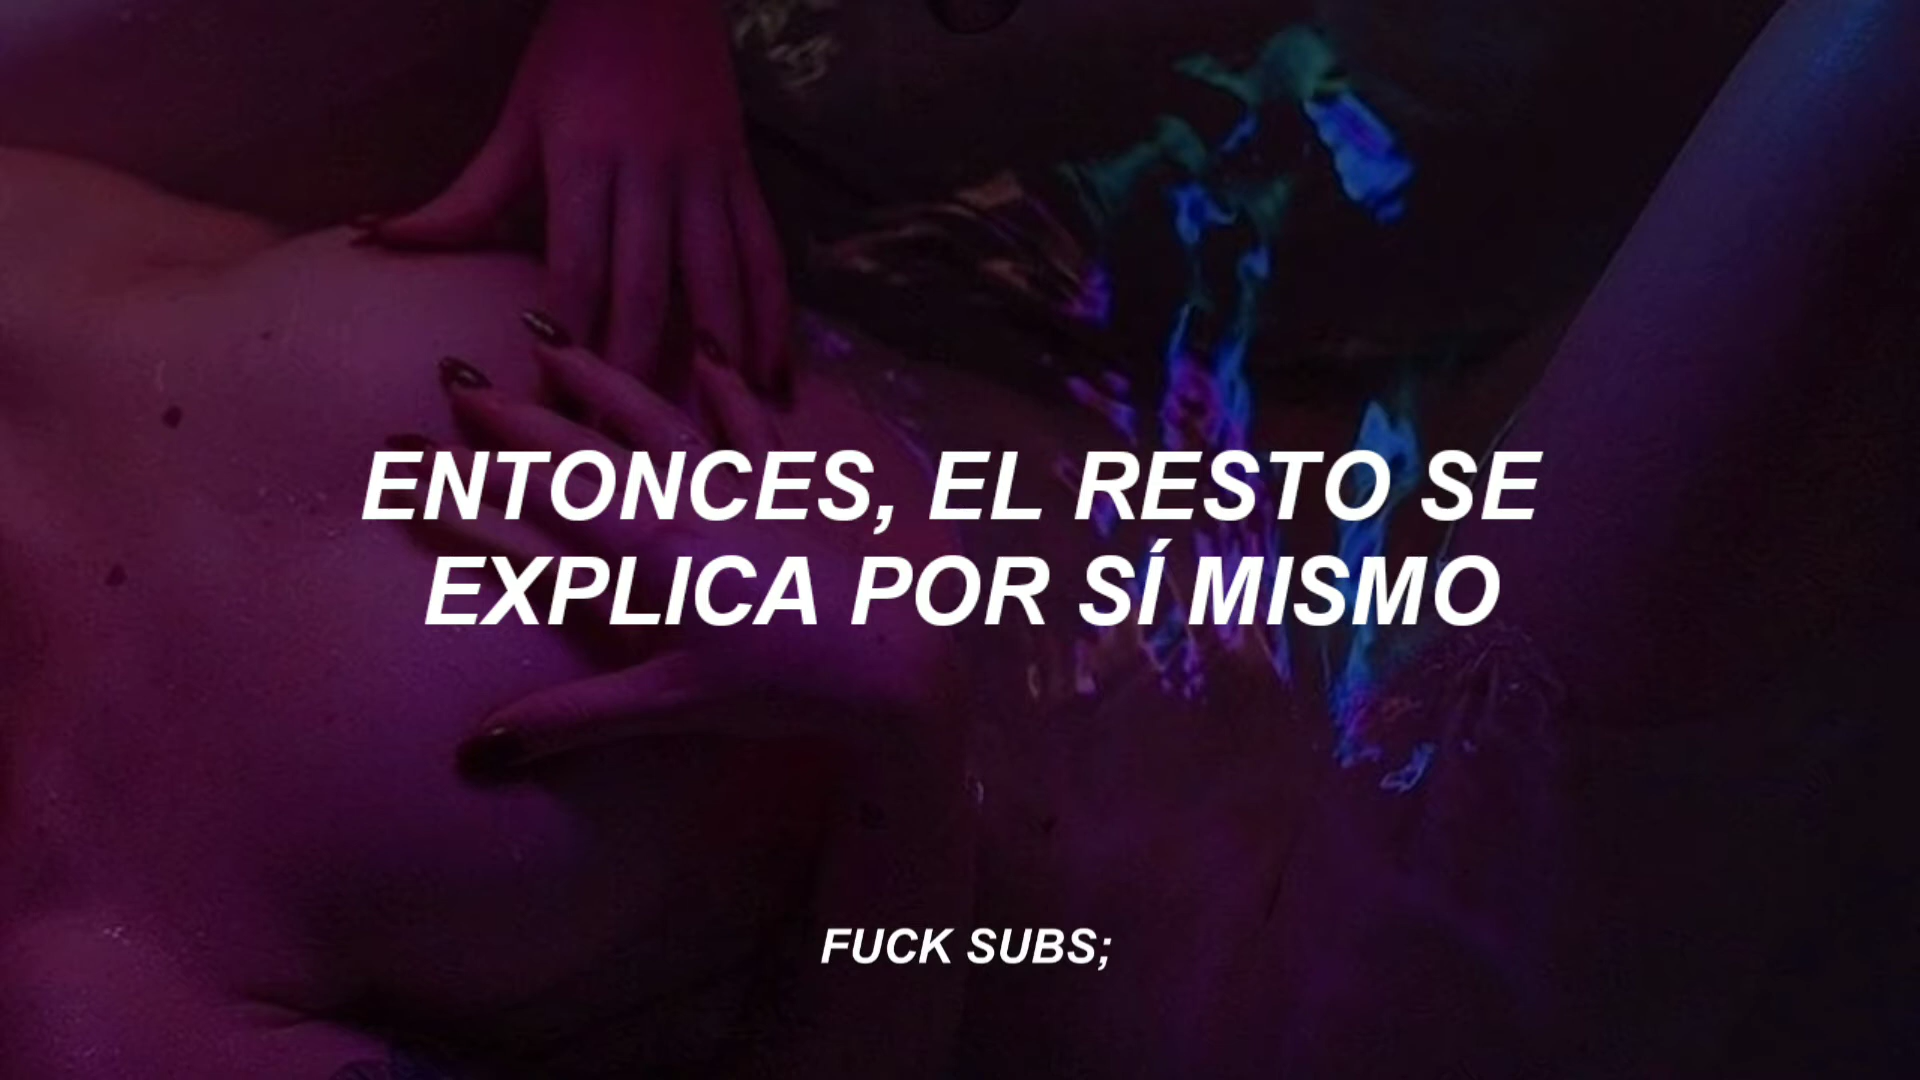 ENTONCES, EL RESTO SE
EXPLICA POR SÍ MISMO
FUCK SUBS;